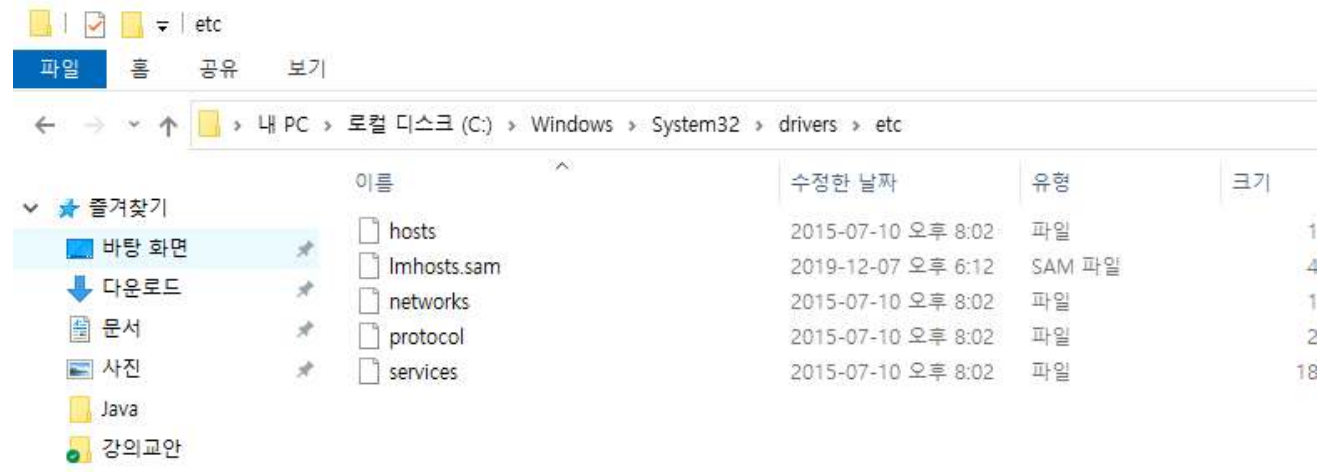 etc
파일 홈 공유 보기
내 PC 로컬 디스크 (C:) Windows System32 drivers etc
이름 수정한 날짜 유형 크기
즐겨찾기
바탕 화면
다운로드
문서
사진
Java
강의교안
hosts 2015-07-10 오후 8:02 파일 1
lmhosts.sam 2019-12-07 오후 6:12 SAM 파일 4
networks 2015-07-10 오후 8:02 파일 1
protocol 2015-07-10 오후 8:02 파일 2
services 2015-07-10 오후 8:02 파일 18